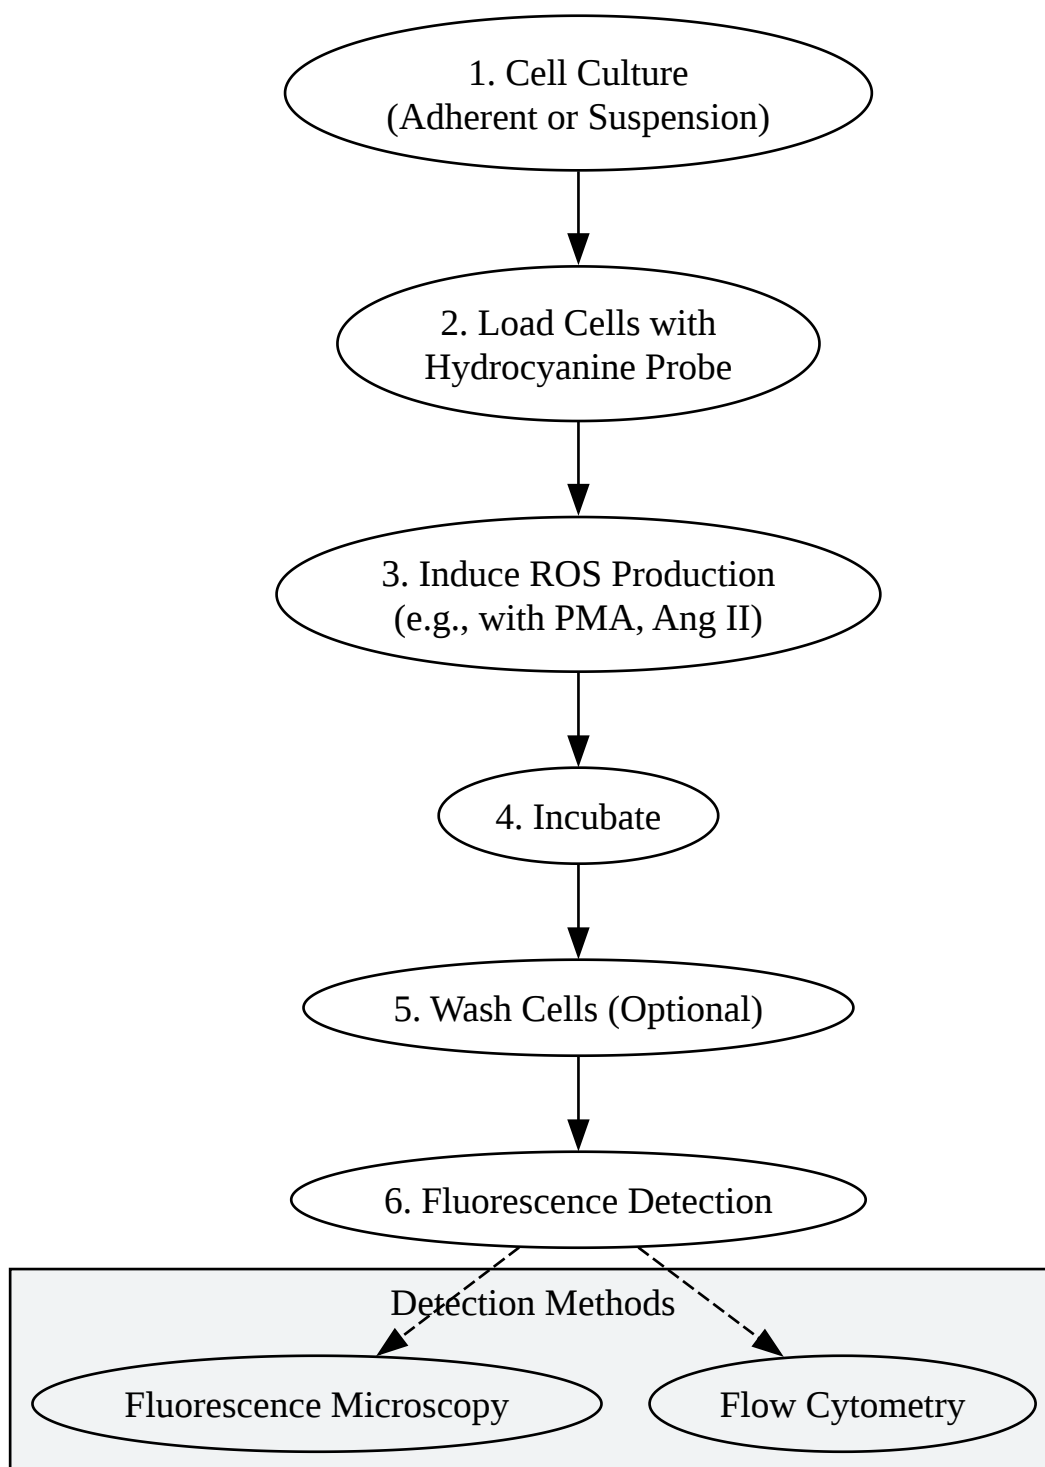 1. Cell Culture
(Adherent or Suspension)
2. Load Cells with
Hydrocyanine Probe
3. Induce ROS Production
(e.g., with PMA, Ang II)
4. Incubate
5. Wash Cells (Optional)
6. Fluorescence Detection
Detection Methods
Fluorescence Microscopy
Flow Cytometry